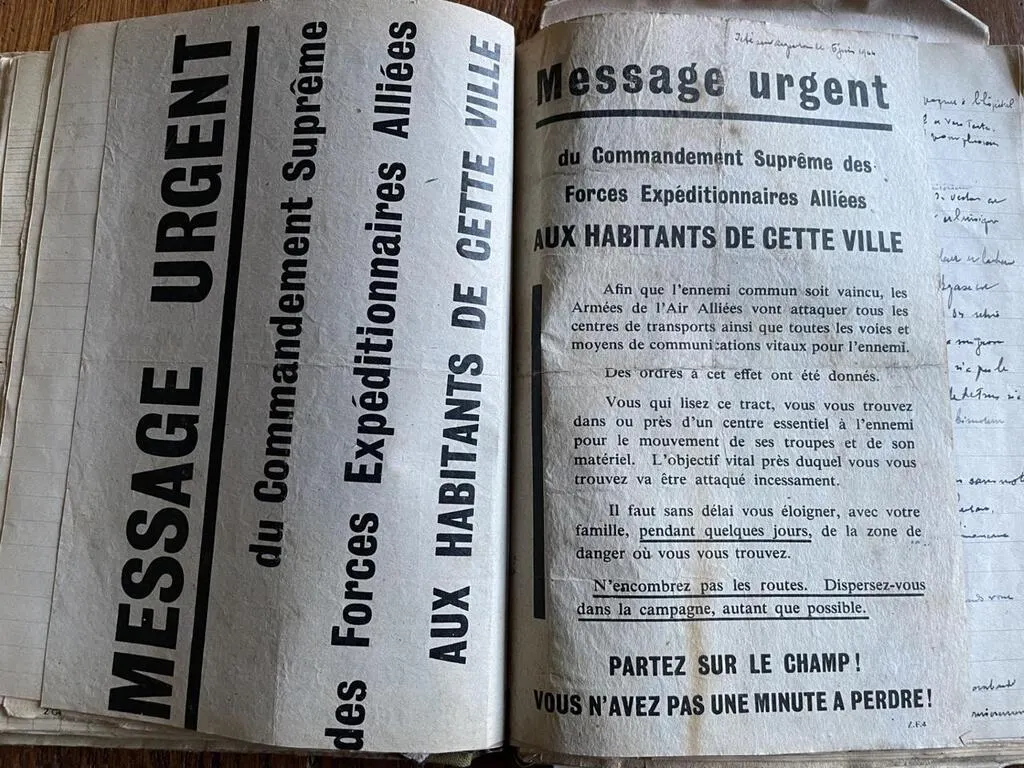 MESSAGE URGENT
du Commandement Suprême
des Forces Expéditionnaires Alliées
AUX HABITANTS DE CETTE VILLE
juin
Message urgent
du Commandement Suprême des
Forces Expéditionnaires Alliées
AUX HABITANTS DE CETTE VILLE
Afin que l'ennemi commun soit vaincu, les
Armées de l'Air Alliées vont attaquer tous les
centres de transports ainsi que toutes les voies et
moyens de communications vitaux pour l'ennemi.
Des ordres à cet effet ont été donnés.
Vous qui lisez ce tract, vous vous trouvez
dans ou près d'un centre essentiel à l'ennemi
pour le mouvement de ses troupes et de son
matériel. L'objectif vital près duquel vous vous
trouvez va être attaqué incessament.
Il faut sans délai vous éloigner, avec votre
famille, pendant quelques jours, de la zone de
danger où vous vous trouvez.
N'encombrez pas les routes. Dispersez-vous
dans la campagne, autant que possible.
PARTEZ SUR LE CHAMP !
VOUS N'AVEZ PAS UNE MINUTE A PERDRE !
Z.F.4